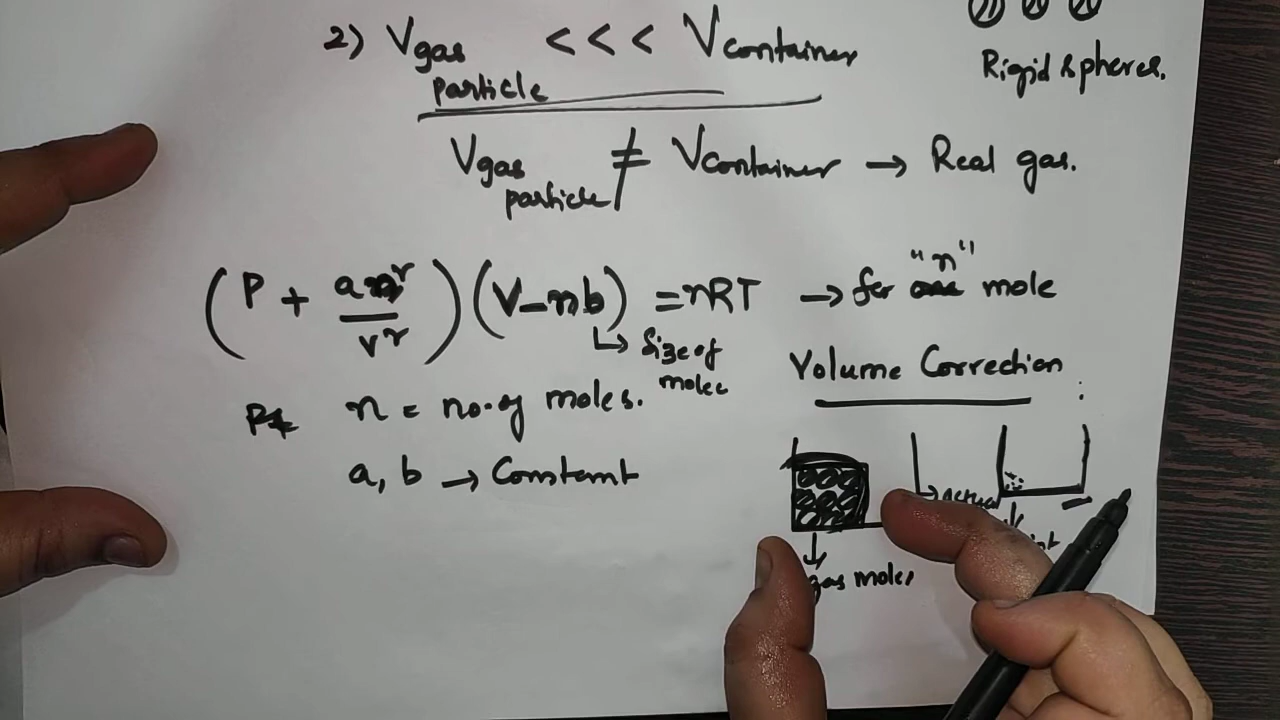 2) Vgas <<< Vcontainer
particle
Rigid spheres.
Vgas ≠ Vcontainer → Real gas.
particle
(P + an²/V²) (V-nb) = nRT → for "n" mole
↳ Size of
molec
n = no. of moles.
a, b → Constant
Volume Correction :
↳ actual
gas molec